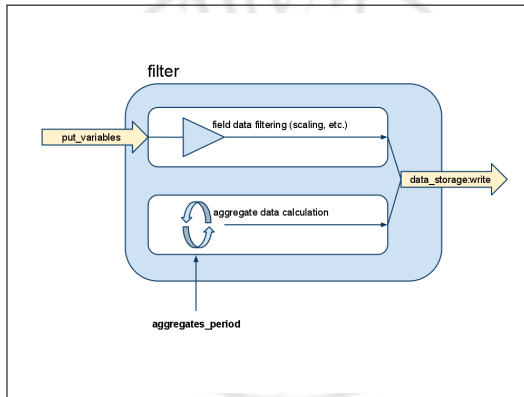 filter
field data filtering (scaling, etc.)
put_variables
data_storage:write
aggregate data calculation
aggregates_period